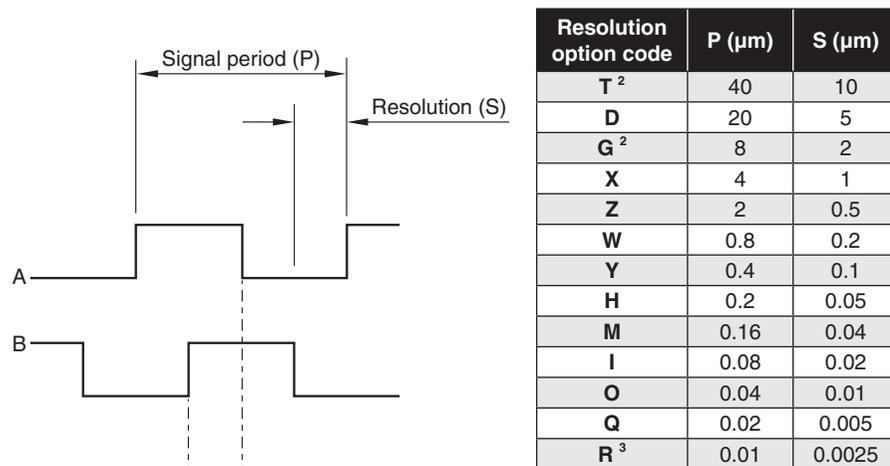 Signal period (P)
Resolution (S)
A
B
Resolution option code P (µm) S (µm)
T ² 40 10
D 20 5
G ² 8 2
X 4 1
Z 2 0.5
W 0.8 0.2
Y 0.4 0.1
H 0.2 0.05
M 0.16 0.04
I 0.08 0.02
O 0.04 0.01
Q 0.02 0.005
R ³ 0.01 0.0025